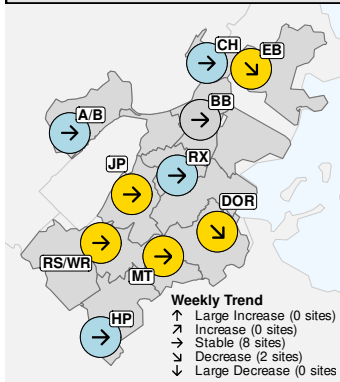 CH
EB
A/B
BB
JP
RX
DOR
RS/WR
MT
HP
Weekly Trend
↑ Large Increase (0 sites)
↗ Increase (0 sites)
→ Stable (8 sites)
↘ Decrease (2 sites)
↓ Large Decrease (0 sites